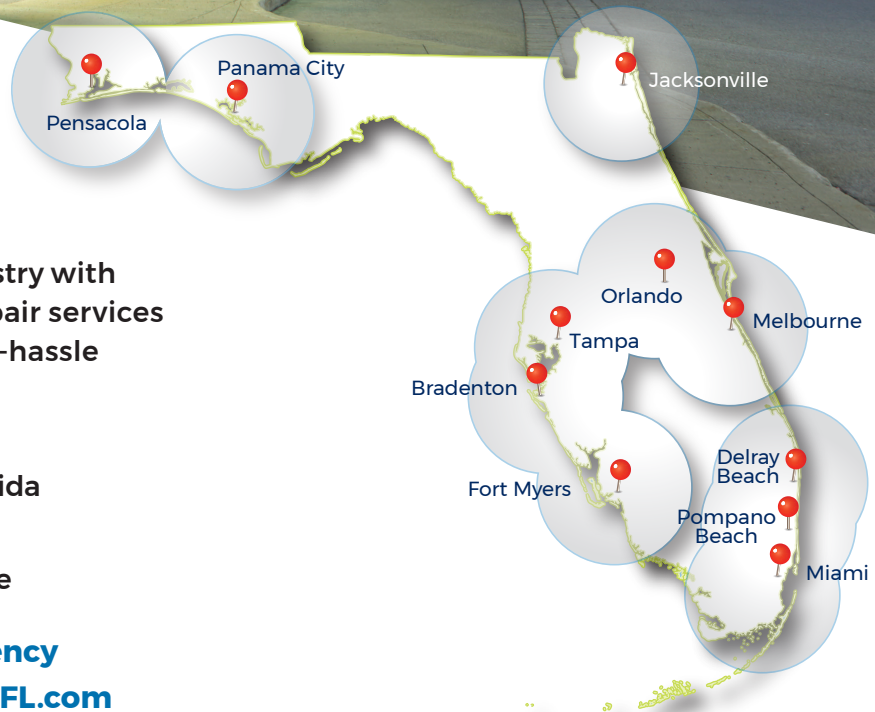 Panama City
Jacksonville
Pensacola
stry with
pair services
-hassle
Orlando
Melbourne
Tampa
Bradenton
Delray
Beach
ida
Fort Myers
Pompano
Beach
Miami
e
ency
FL.com